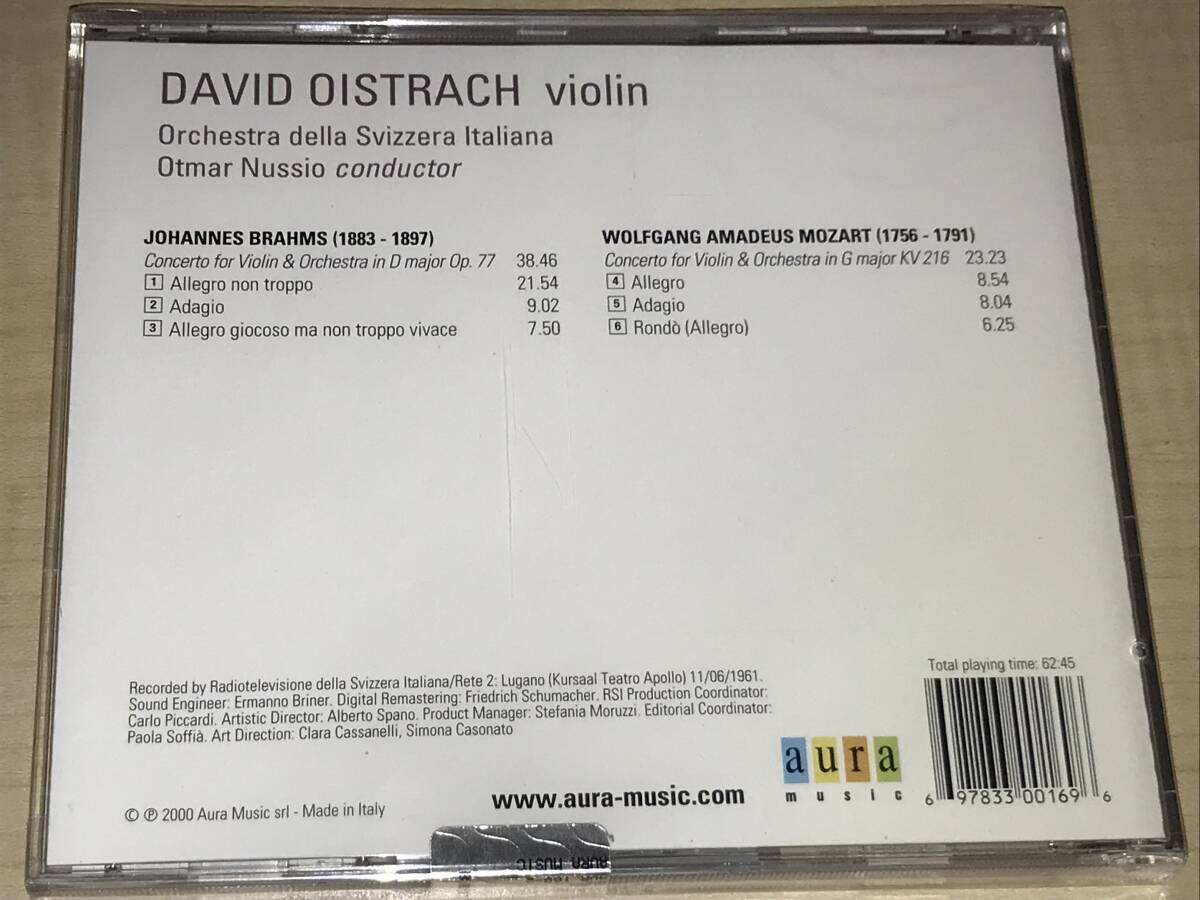 DAVID OISTRACH violin
Orchestra della Svizzera Italiana
Otmar Nussio conductor
JOHANNES BRAHMS (1883 - 1897)
Concerto for Violin & Orchestra in D major Op. 77 38.46
1 Allegro non troppo 21.54
2 Adagio 9.02
3 Allegro giocoso ma non troppo vivace 7.50
WOLFGANG AMADEUS MOZART (1756 - 1791)
Concerto for Violin & Orchestra in G major KV 216 23.23
4 Allegro 8.54
5 Adagio 8.04
6 Rondò (Allegro) 6.25
Recorded by Radiotelevisione della Svizzera Italiana/Rete 2: Lugano (Kursaal Teatro Apollo) 11/06/1961.
Sound Engineer: Ermanno Briner. Digital Remastering: Friedrich Schumacher. RSI Production Coordinator:
Carlo Piccardi. Artistic Director: Alberto Spano. Product Manager: Stefania Moruzzi. Editorial Coordinator:
Paola Soffià. Art Direction: Clara Cassanelli, Simona Casonato
© ℗ 2000 Aura Music srl - Made in Italy
www.aura-music.com
aura
music
Total playing time: 62:45
6 97833 00169 6
AURA MUSIC